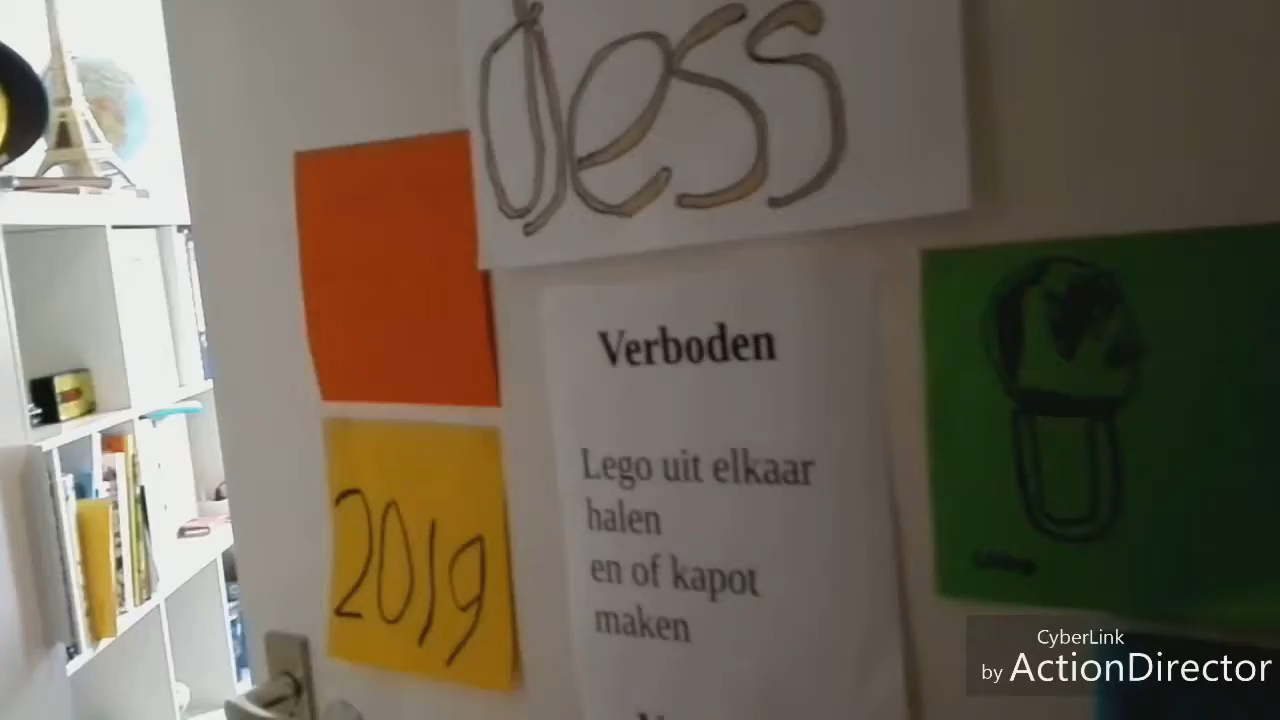 Jess
Verboden
Lego uit elkaar
halen
en of kapot
maken
2019
CyberLink
by ActionDirector